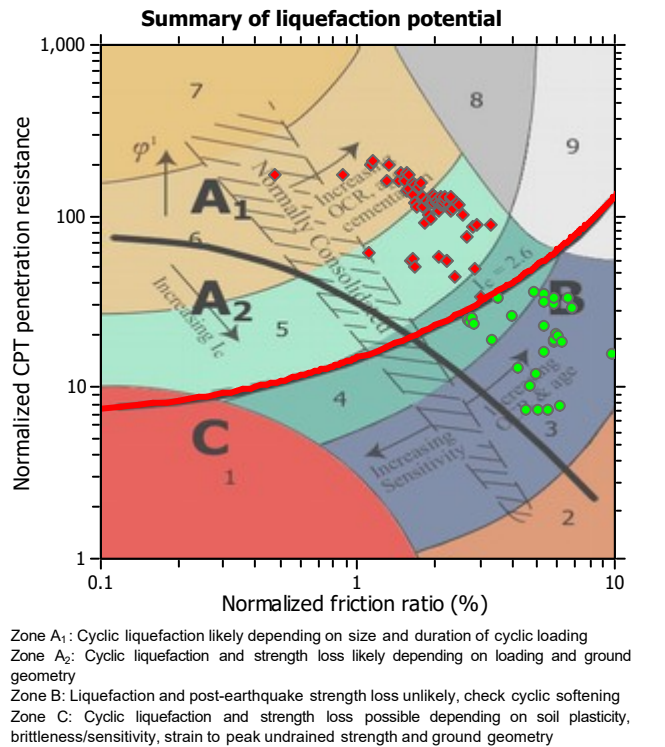 Summary of liquefaction potential
1,000
7
8
9
φ'
Increasing
OCR,
cementation
Normally Consolidated
A1
100
6
A2
Increasing Ic
Ic = 2.6
B
5
10
4
Increasing
OCR & age
C
3
Increasing
Sensitivity
1
2
1
0.1
1
10
Normalized CPT penetration resistance
Normalized friction ratio (%)
Zone A1: Cyclic liquefaction likely depending on size and duration of cyclic loading
Zone A2: Cyclic liquefaction and strength loss likely depending on loading and ground
geometry
Zone B: Liquefaction and post-earthquake strength loss unlikely, check cyclic softening
Zone C: Cyclic liquefaction and strength loss possible depending on soil plasticity,
brittleness/sensitivity, strain to peak undrained strength and ground geometry